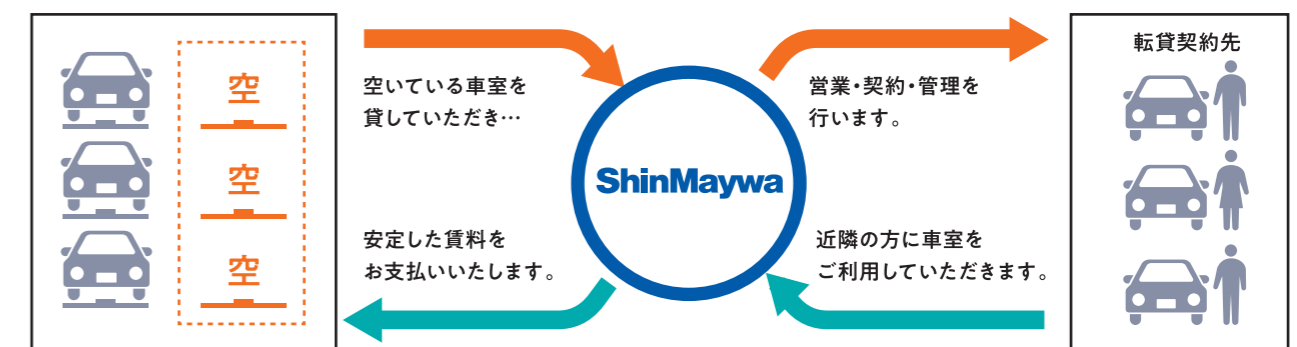 空
空
空
空いている車室を
貸していただき…
安定した賃料を
お支払いいたします。
ShinMaywa
営業・契約・管理を
行います。
近隣の方に車室を
ご利用していただきます。
転貸契約先